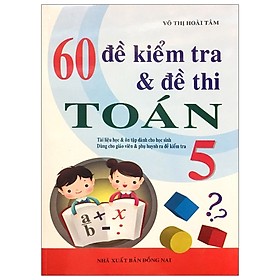 VÕ THỊ HOÀI TÂM
60 đề kiểm tra
& đề thi
TOÁN
5
Tài liệu học & ôn tập dành cho học sinh
Dùng cho giáo viên & phụ huynh ra đề kiểm tra
a + x
b - ÷
? ?
NHÀ XUẤT BẢN ĐỒNG NAI